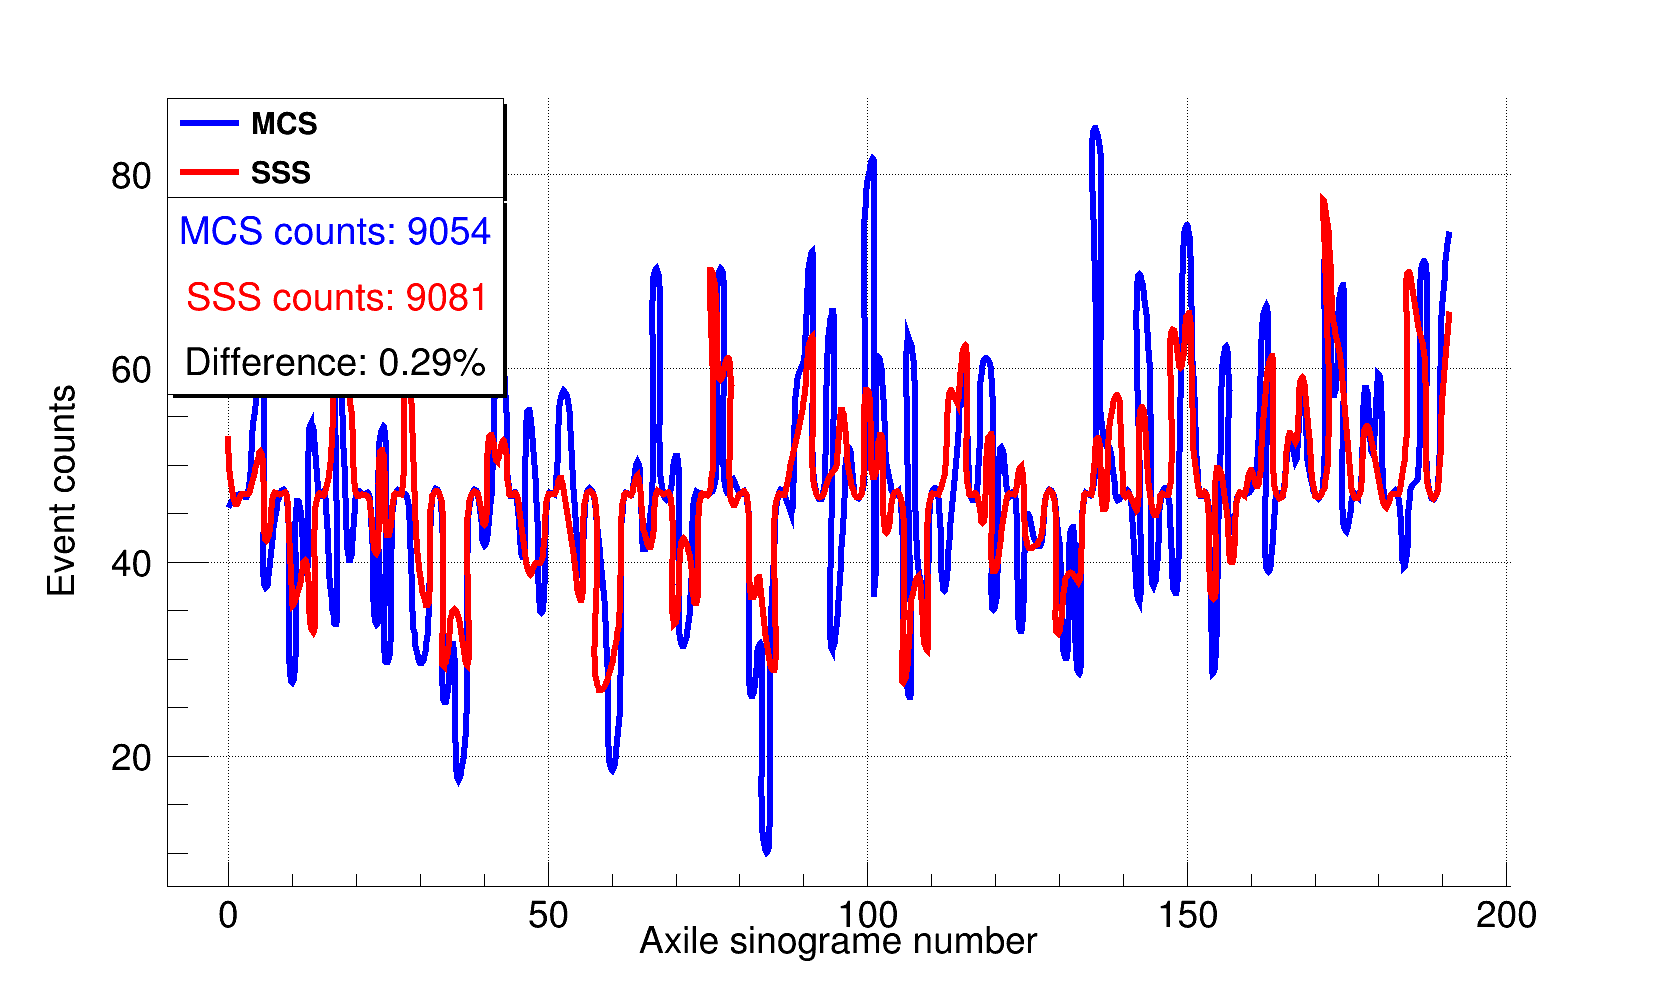 MCS
SSS
MCS counts: 9054
SSS counts: 9081
Difference: 0.29%
80
60
40
20
Event counts
0 50 100 150 200
Axile sinograme number